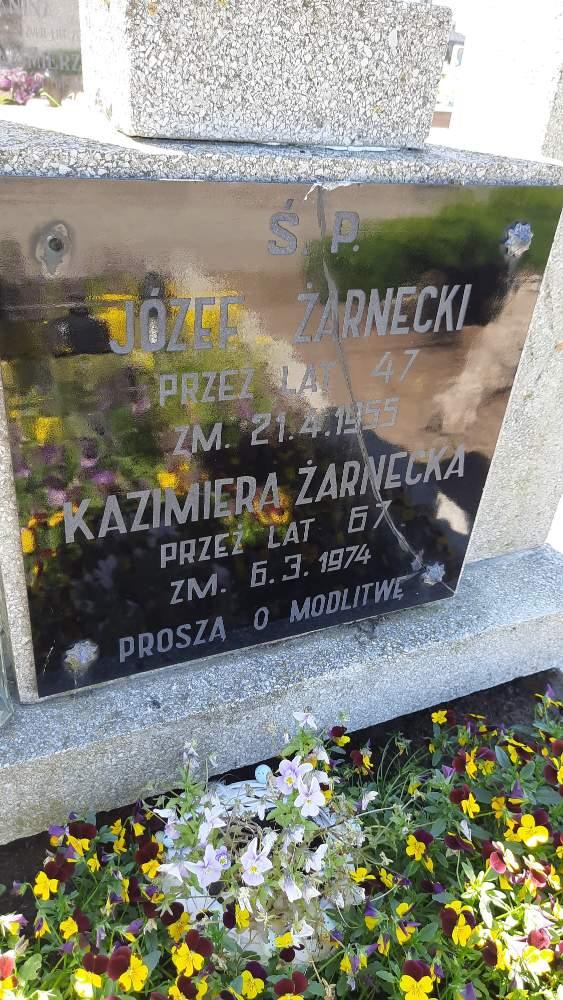 Ś. P.
JÓZEF ŻARNECKI
PRZEŻ LAT 47
ZM. 21.4.1955
KAZIMIERA ŻARNECKA
PRZEŻ LAT 67
ZM. 6.3.1974
PROSZĄ O MODLITWĘ